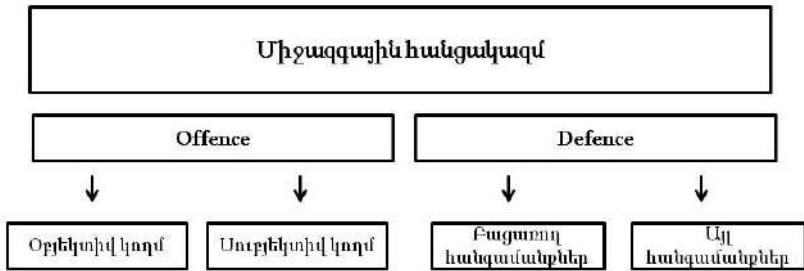 Միջազգային հանցակազմ
Offence
Defence
Օբյեկտիվ կողմ
Սուբյեկտիվ կողմ
Բացառող
հանգամանքներ
Այլ
հանգամանքներ